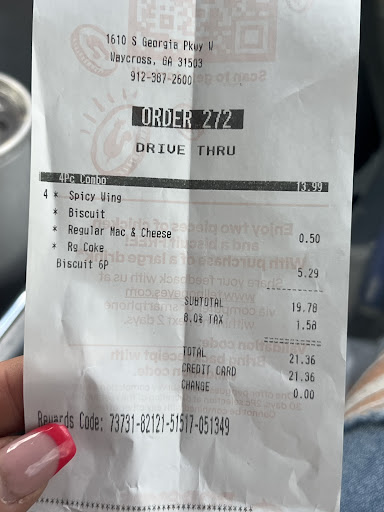 1610 S Georgia Pkwy W
Waycross, GA 31503
912-387-2600
ORDER 272
DRIVE THRU
4Pc Combo 13.99
4 * Spicy Wing
* Biscuit
* Regular Mac & Cheese 0.50
* Rg Coke
Biscuit 6P 5.29
SUBTOTAL 19.78
8.0% TAX 1.58
TOTAL 21.36
CREDIT CARD 21.36
CHANGE 0.00
Rewards Code: 73731-82121-51517-051349